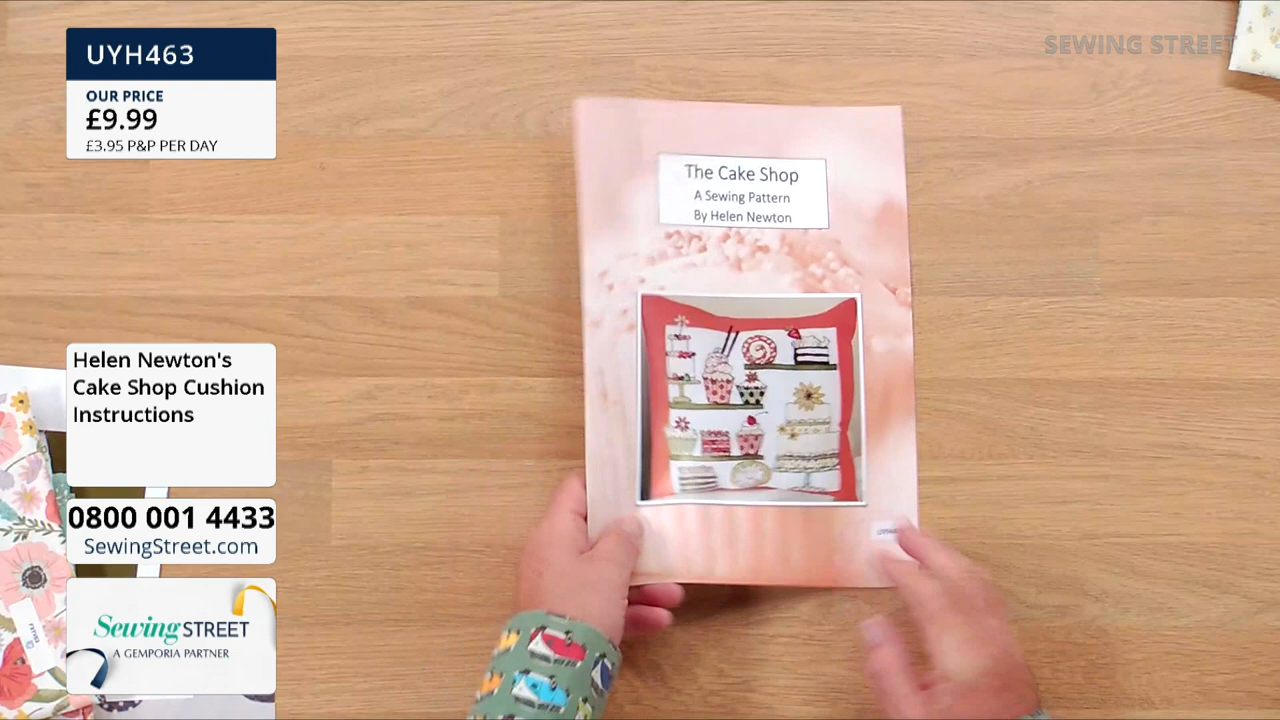 UYH463
OUR PRICE
£9.99
£3.95 P&P PER DAY
SEWING STREET
The Cake Shop
A Sewing Pattern
By Helen Newton
Helen Newton's
Cake Shop Cushion
Instructions
0800 001 4433
SewingStreet.com
Sewing STREET
A GEMPORIA PARTNER